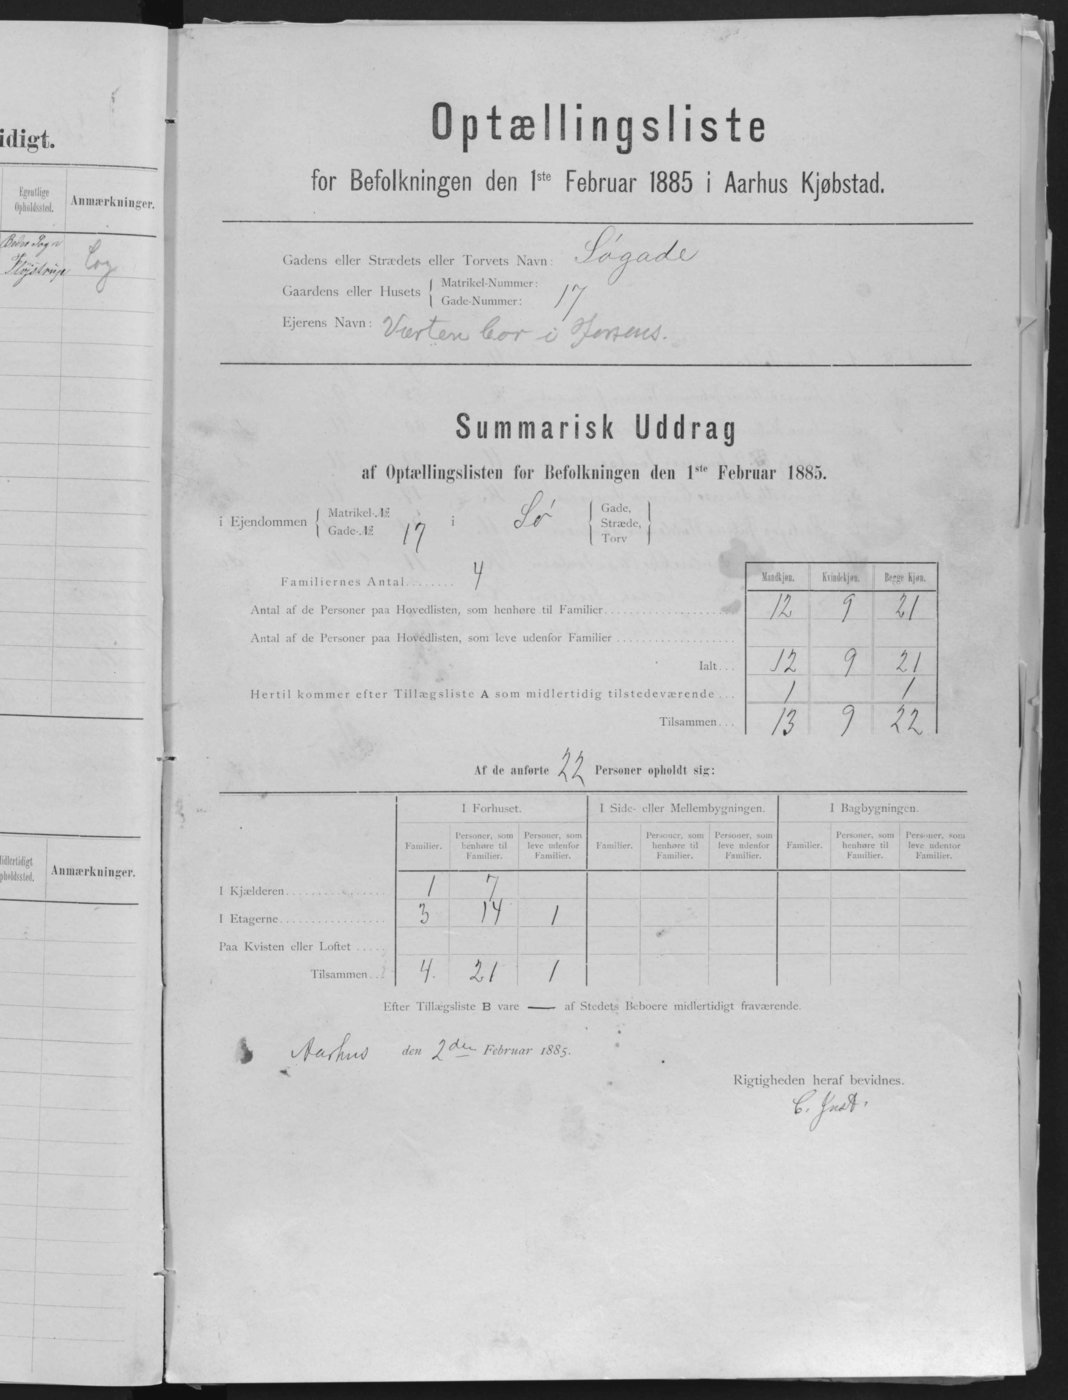 idigt.
Egentlige
Opholdssted.
Anmærkninger.
Beder Sogn
Log
idlertidigt
pholdssted.
Anmærkninger.
Optællingsliste
for Befolkningen den 1ste Februar 1885 i Aarhus Kjøbstad.
Gadens eller Strædets eller Torvets Navn: Søgade
Gaardens eller Husets { Matrikel-Nummer:
Gade-Nummer: 17
Ejerens Navn: Værten bor i
Summarisk Uddrag
af Optællingslisten for Befolkningen den 1ste Februar 1885.
i Ejendommen { Matrikel-№
Gade-№ 17 i Sø { Gade,
Stræde,
Torv }
Familiernes Antal 4
Mandkjøn. Kvindekjøn. Begge Kjøn.
Antal af de Personer paa Hovedlisten, som henhøre til Familier 12 9 21
Antal af de Personer paa Hovedlisten, som leve udenfor Familier
Ialt 12 9 21
Hertil kommer efter Tillægsliste A som midlertidig tilstedeværende 1 1
Tilsammen 13 9 22
Af de anførte 22 Personer opholdt sig:
I Forhuset. I Side- eller Mellembygningen. I Bagbygningen.
Familier. Personer, som henhøre til Familier. Personer, som leve udenfor Familier. Familier. Personer, som henhøre til Familier. Personer, som leve udenfor Familier. Familier. Personer, som henhøre til Familier. Personer, som leve udenfor Familier.
I Kjælderen 1 7
I Etagerne 3 14 1
Paa Kvisten eller Loftet
Tilsammen 4. 21 1
Efter Tillægsliste B vare — af Stedets Beboere midlertidigt fraværende.
Aarhus den 2den Februar 1885.
Rigtigheden heraf bevidnes.